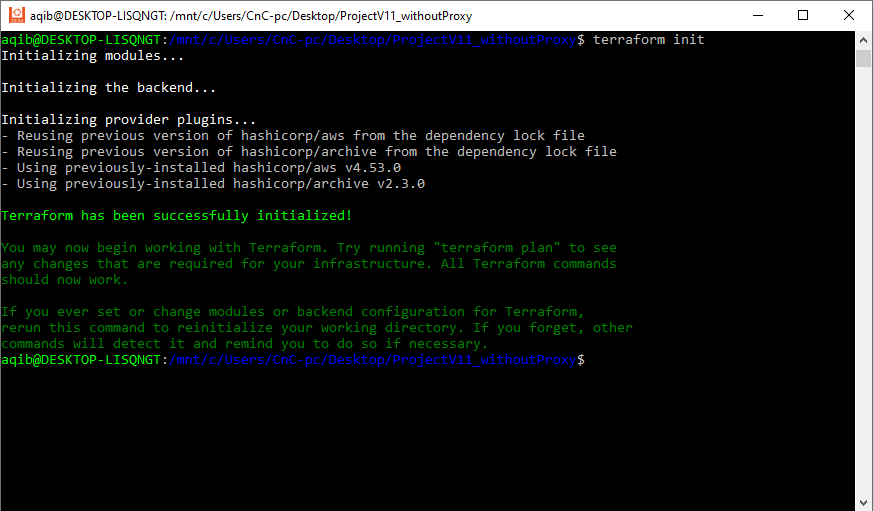 aqib@DESKTOP-LISQNGT: /mnt/c/Users/CnC-pc/Desktop/ProjectV11_withoutProxy
aqib@DESKTOP-LISQNGT:/mnt/c/Users/CnC-pc/Desktop/ProjectV11_withoutProxy$ terraform init
Initializing modules...
Initializing the backend...
Initializing provider plugins...
- Reusing previous version of hashicorp/aws from the dependency lock file
- Reusing previous version of hashicorp/archive from the dependency lock file
- Using previously-installed hashicorp/aws v4.53.0
- Using previously-installed hashicorp/archive v2.3.0
Terraform has been successfully initialized!
You may now begin working with Terraform. Try running "terraform plan" to see
any changes that are required for your infrastructure. All Terraform commands
should now work.
If you ever set or change modules or backend configuration for Terraform,
rerun this command to reinitialize your working directory. If you forget, other
commands will detect it and remind you to do so if necessary.
aqib@DESKTOP-LISQNGT:/mnt/c/Users/CnC-pc/Desktop/ProjectV11_withoutProxy$